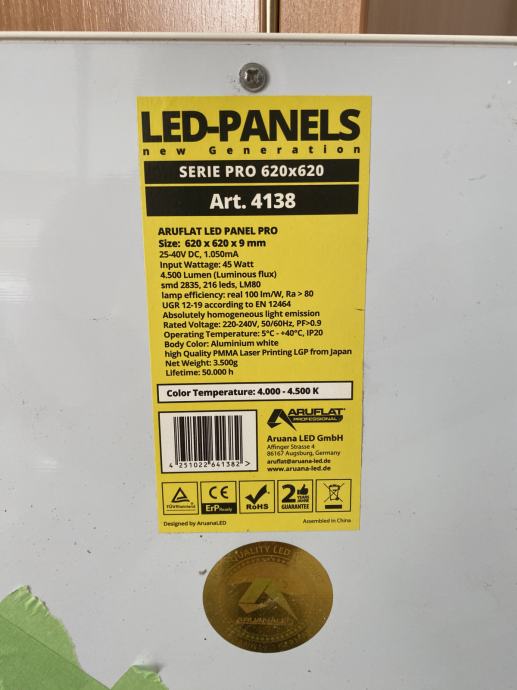 LED-PANELS
new Generation
SERIE PRO 620x620
Art. 4138
ARUFLAT LED PANEL PRO
Size: 620 x 620 x 9 mm
25-40V DC, 1.050mA
Input Wattage: 45 Watt
4.500 Lumen (Luminous flux)
smd 2835, 216 leds, LM80
lamp efficiency: real 100 lm/W, Ra > 80
UGR 12-19 according to EN 12464
Absolutely homogeneous light emission
Rated Voltage: 220-240V, 50/60Hz, PF>0.9
Operating Temperature: 5°C - +40°C, IP20
Body Color: Aluminium white
high Quality PMMA Laser Printing LGP from Japan
Net Weight: 3.500g
Lifetime: 50.000 h
Color Temperature: 4.000 - 4.500 K
4 251022 641382 >
ARUFLAT
PROFESSIONAL
Aruana LED GmbH
Affinger Strasse 4
86167 Augsburg, Germany
aruflat@aruana-led.de
www.aruana-led.de
TÜVRheinland
CE
ErP Ready
RoHS
2 YEARS
GUARANTEE
Designed by AruanaLED
Assembled in China
QUALITY LED
ARUANALED